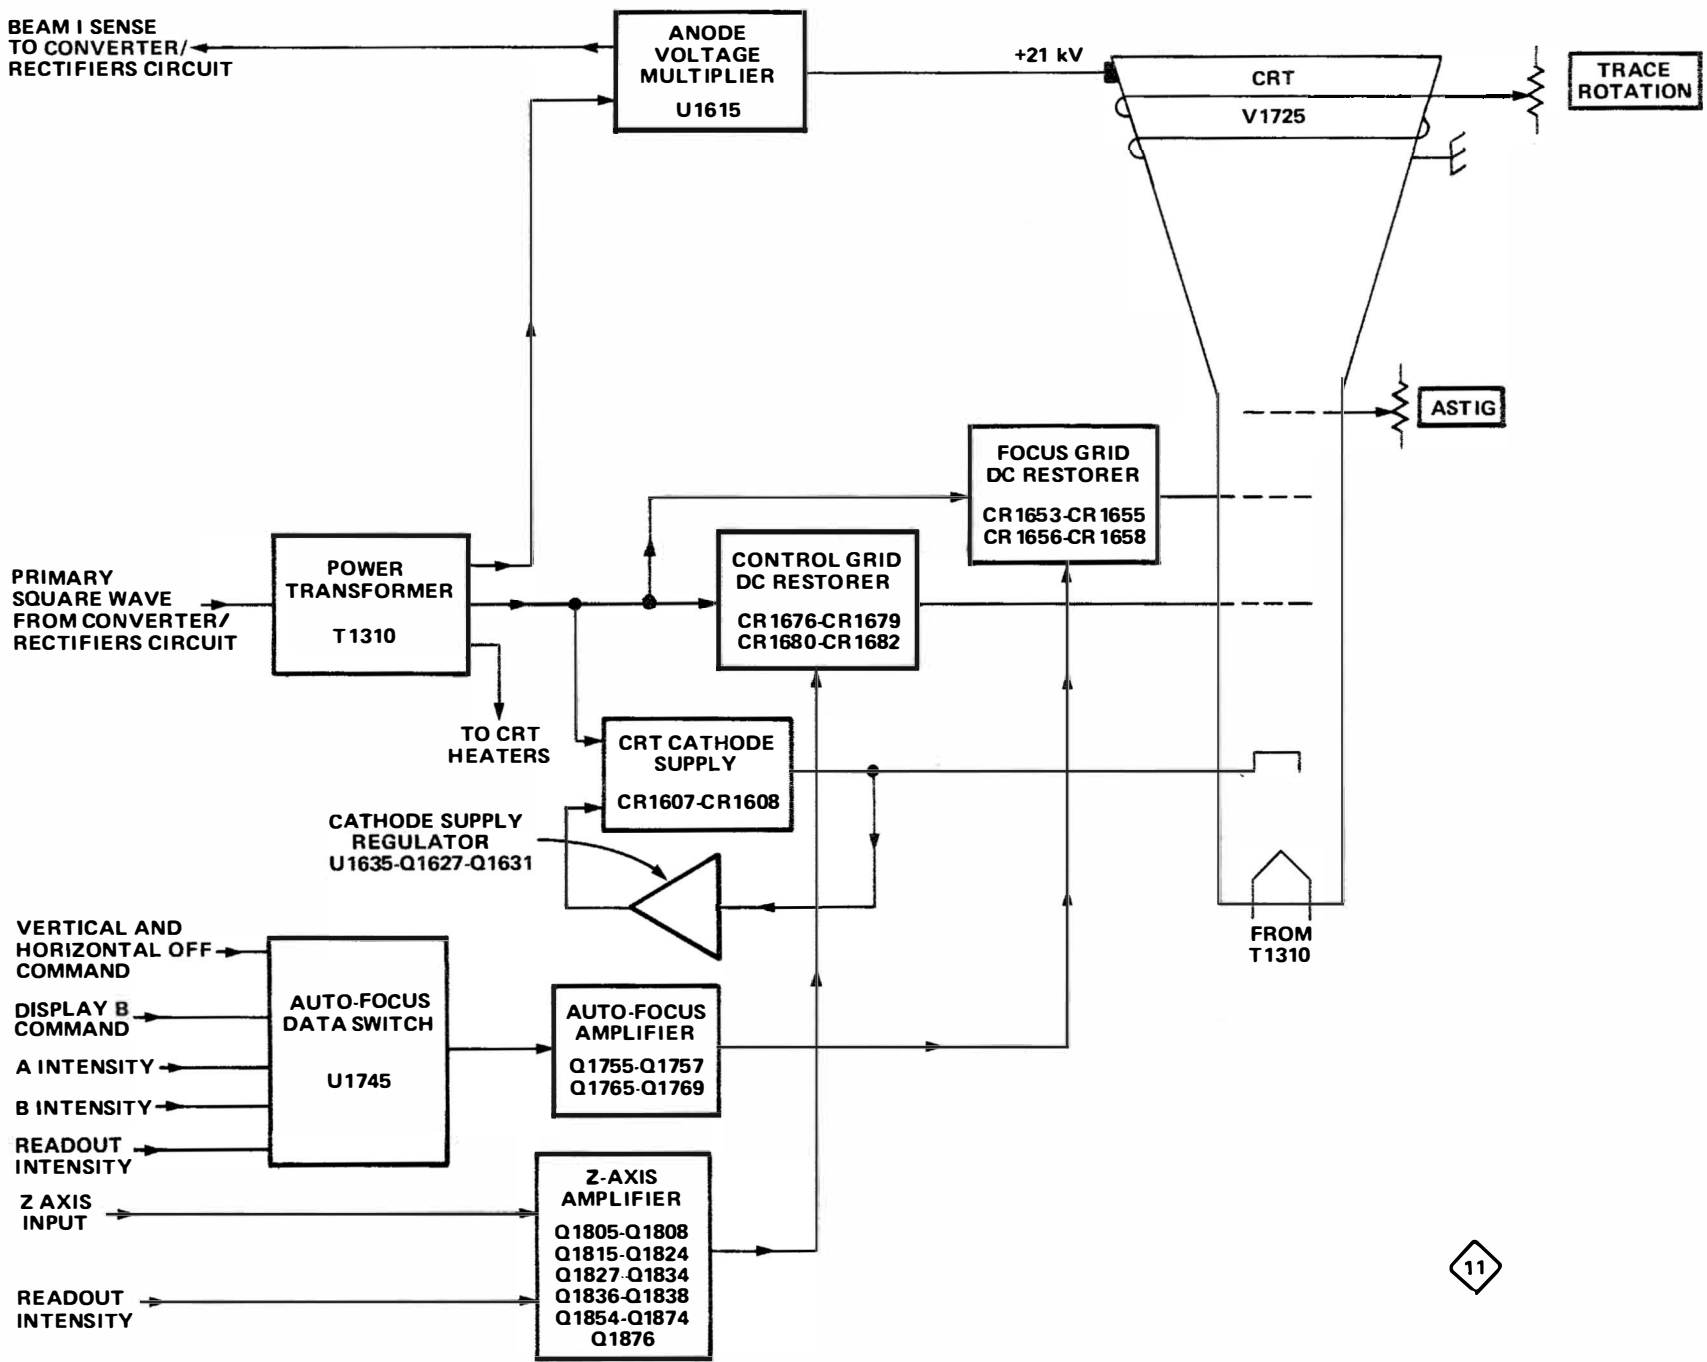 BEAM I SENSE
TO CONVERTER/
RECTIFIERS CIRCUIT
ANODE
VOLTAGE
MULTIPLIER
U1615
+21 kV
CRT
V1725
TRACE
ROTATION
ASTIG
FOCUS GRID
DC RESTORER
CR1653-CR1655
CR1656-CR1658
CONTROL GRID
DC RESTORER
CR1676-CR1679
CR1680-CR1682
PRIMARY
SQUARE WAVE
FROM CONVERTER/
RECTIFIERS CIRCUIT
POWER
TRANSFORMER
T1310
TO CRT
HEATERS
CRT CATHODE
SUPPLY
CR1607-CR1608
CATHODE SUPPLY
REGULATOR
U1635-Q1627-Q1631
FROM
T1310
VERTICAL AND
HORIZONTAL OFF
COMMAND
DISPLAY B
COMMAND
A INTENSITY
B INTENSITY
READOUT
INTENSITY
AUTO-FOCUS
DATA SWITCH
U1745
AUTO-FOCUS
AMPLIFIER
Q1755-Q1757
Q1765-Q1769
Z AXIS
INPUT
READOUT
INTENSITY
Z-AXIS
AMPLIFIER
Q1805-Q1808
Q1815-Q1824
Q1827-Q1834
Q1836-Q1838
Q1854-Q1874
Q1876
11